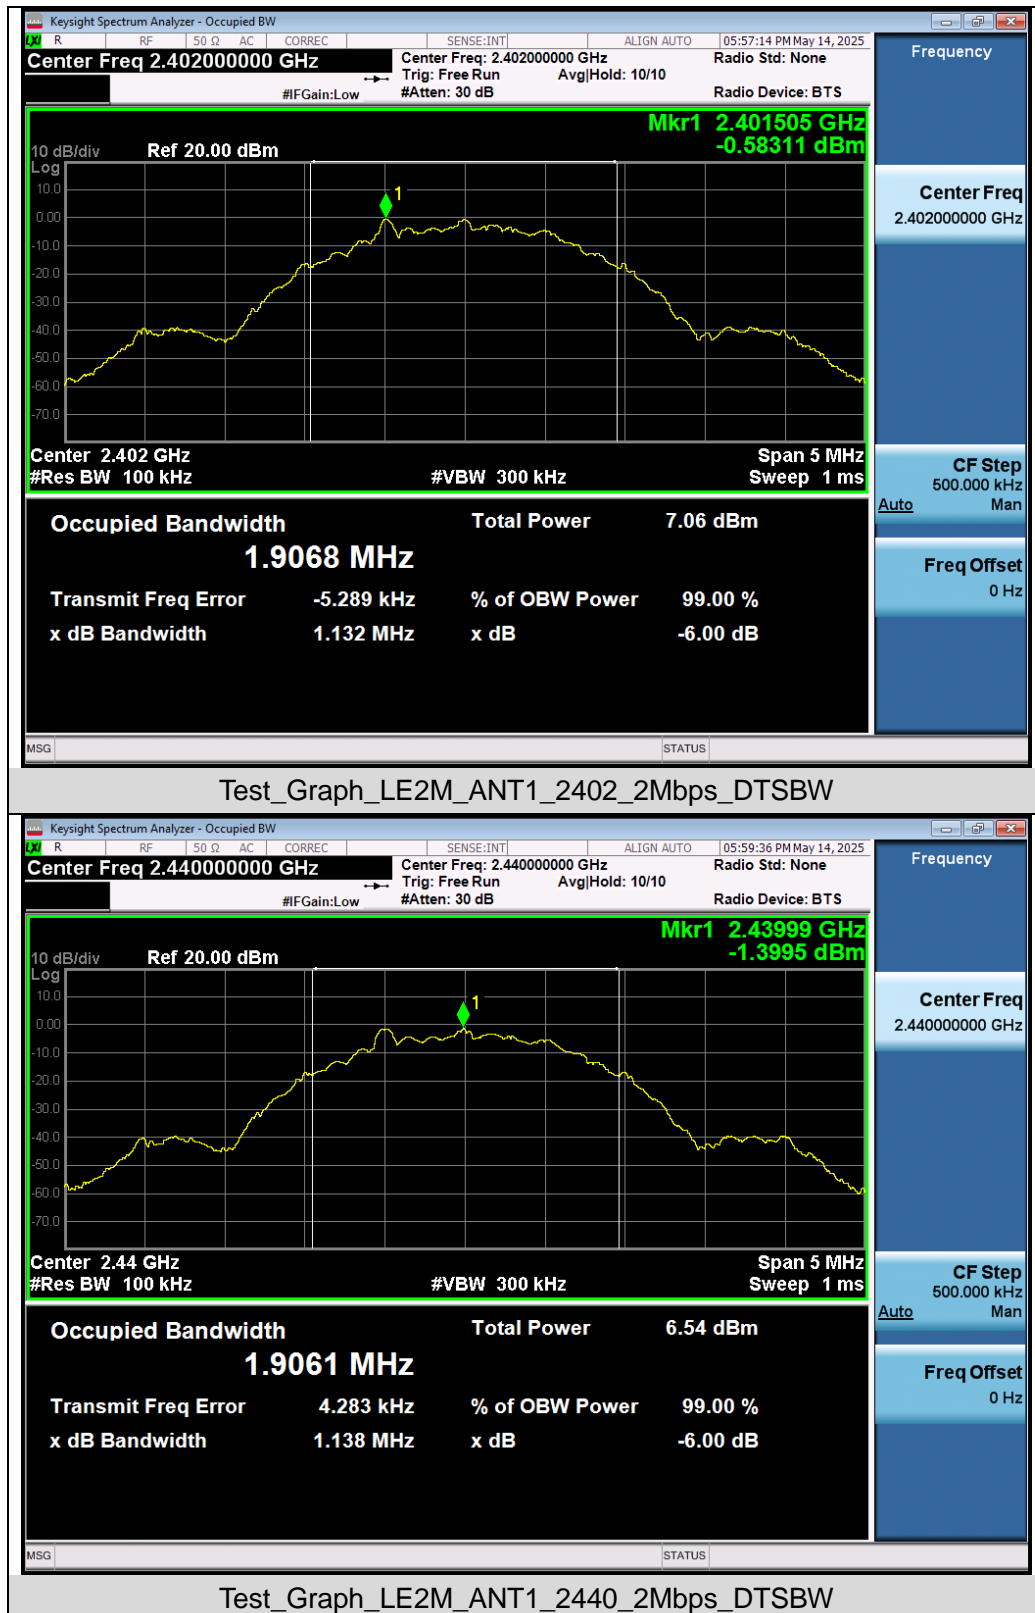 Keysight Spectrum Analyzer - Occupied BW
LXI R RF 50 Ω AC CORREC SENSE:INT ALIGN AUTO 05:57:14 PM May 14, 2025
Center Freq 2.402000000 GHz
Center Freq: 2.402000000 GHz
Radio Std: None
Trig: Free Run Avg|Hold: 10/10
#IFGain:Low #Atten: 30 dB Radio Device: BTS
Frequency
Mkr1 2.401505 GHz
-0.58311 dBm
10 dB/div Ref 20.00 dBm
Log
10.0
0.00
-10.0
-20.0
-30.0
-40.0
-50.0
-60.0
-70.0
1
Center 2.402 GHz Span 5 MHz
#Res BW 100 kHz #VBW 300 kHz Sweep 1 ms
Center Freq
2.402000000 GHz
CF Step
500.000 kHz
Auto Man
Freq Offset
0 Hz
Occupied Bandwidth Total Power 7.06 dBm
1.9068 MHz
Transmit Freq Error -5.289 kHz % of OBW Power 99.00 %
x dB Bandwidth 1.132 MHz x dB -6.00 dB
MSG STATUS
Test_Graph_LE2M_ANT1_2402_2Mbps_DTSBW
Keysight Spectrum Analyzer - Occupied BW
LXI R RF 50 Ω AC CORREC SENSE:INT ALIGN AUTO 05:59:36 PM May 14, 2025
Center Freq 2.440000000 GHz
Center Freq: 2.440000000 GHz
Radio Std: None
Trig: Free Run Avg|Hold: 10/10
#IFGain:Low #Atten: 30 dB Radio Device: BTS
Frequency
Mkr1 2.43999 GHz
-1.3995 dBm
10 dB/div Ref 20.00 dBm
Log
10.0
0.00
-10.0
-20.0
-30.0
-40.0
-50.0
-60.0
-70.0
1
Center 2.44 GHz Span 5 MHz
#Res BW 100 kHz #VBW 300 kHz Sweep 1 ms
Center Freq
2.440000000 GHz
CF Step
500.000 kHz
Auto Man
Freq Offset
0 Hz
Occupied Bandwidth Total Power 6.54 dBm
1.9061 MHz
Transmit Freq Error 4.283 kHz % of OBW Power 99.00 %
x dB Bandwidth 1.138 MHz x dB -6.00 dB
MSG STATUS
Test_Graph_LE2M_ANT1_2440_2Mbps_DTSBW